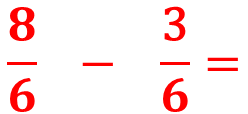 8/6 − 3/6 =